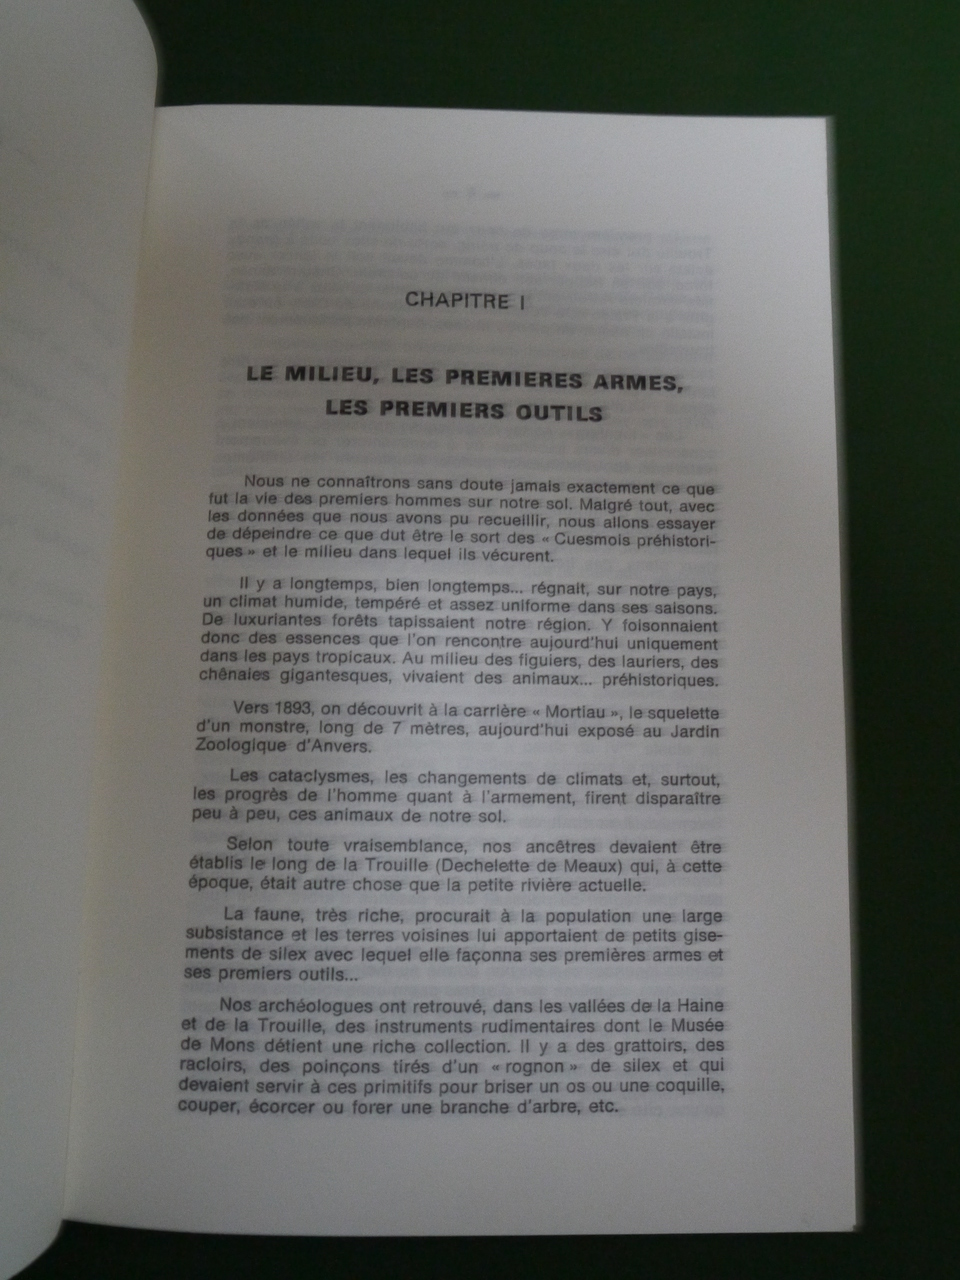 CHAPITRE I
LE MILIEU, LES PREMIERES ARMES,
LES PREMIERS OUTILS
Nous ne connaîtrons sans doute jamais exactement ce que
fut la vie des premiers hommes sur notre sol. Malgré tout, avec
les données que nous avons pu recueillir, nous allons essayer
de dépeindre ce que dut être le sort des « Cuesmois préhistori-
ques » et le milieu dans lequel ils vécurent.
Il y a longtemps, bien longtemps... régnait, sur notre pays,
un climat humide, tempéré et assez uniforme dans ses saisons.
De luxuriantes forêts tapissaient notre région. Y foisonnaient
donc des essences que l'on rencontre aujourd'hui uniquement
dans les pays tropicaux. Au milieu des figuiers, des lauriers, des
chênaies gigantesques, vivaient des animaux... préhistoriques.
Vers 1893, on découvrit à la carrière « Mortiau », le squelette
d'un monstre, long de 7 mètres, aujourd'hui exposé au Jardin
Zoologique d'Anvers.
Les cataclysmes, les changements de climats et, surtout,
les progrès de l'homme quant à l'armement, firent disparaître
peu à peu, ces animaux de notre sol.
Selon toute vraisemblance, nos ancêtres devaient être
établis le long de la Trouille (Dechelette de Meaux) qui, à cette
époque, était autre chose que la petite rivière actuelle.
La faune, très riche, procurait à la population une large
subsistance et les terres voisines lui apportaient de petits gise-
ments de silex avec lequel elle façonna ses premières armes et
ses premiers outils...
Nos archéologues ont retrouvé, dans les vallées de la Haine
et de la Trouille, des instruments rudimentaires dont le Musée
de Mons détient une riche collection. Il y a des grattoirs, des
racloirs, des poinçons tirés d'un « rognon » de silex et qui
devaient servir à ces primitifs pour briser un os ou une coquille,
couper, écorcer ou forer une branche d'arbre, etc.